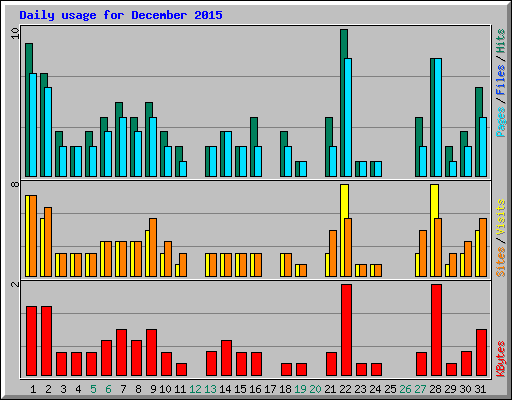 Daily usage for December 2015
10
Pages / Files / Hits
8
Sites / Visits
2
KBytes
1 2 3 4 5 6 7 8 9 10 11 12 13 14 15 16 17 18 19 20 21 22 23 24 25 26 27 28 29 30 31